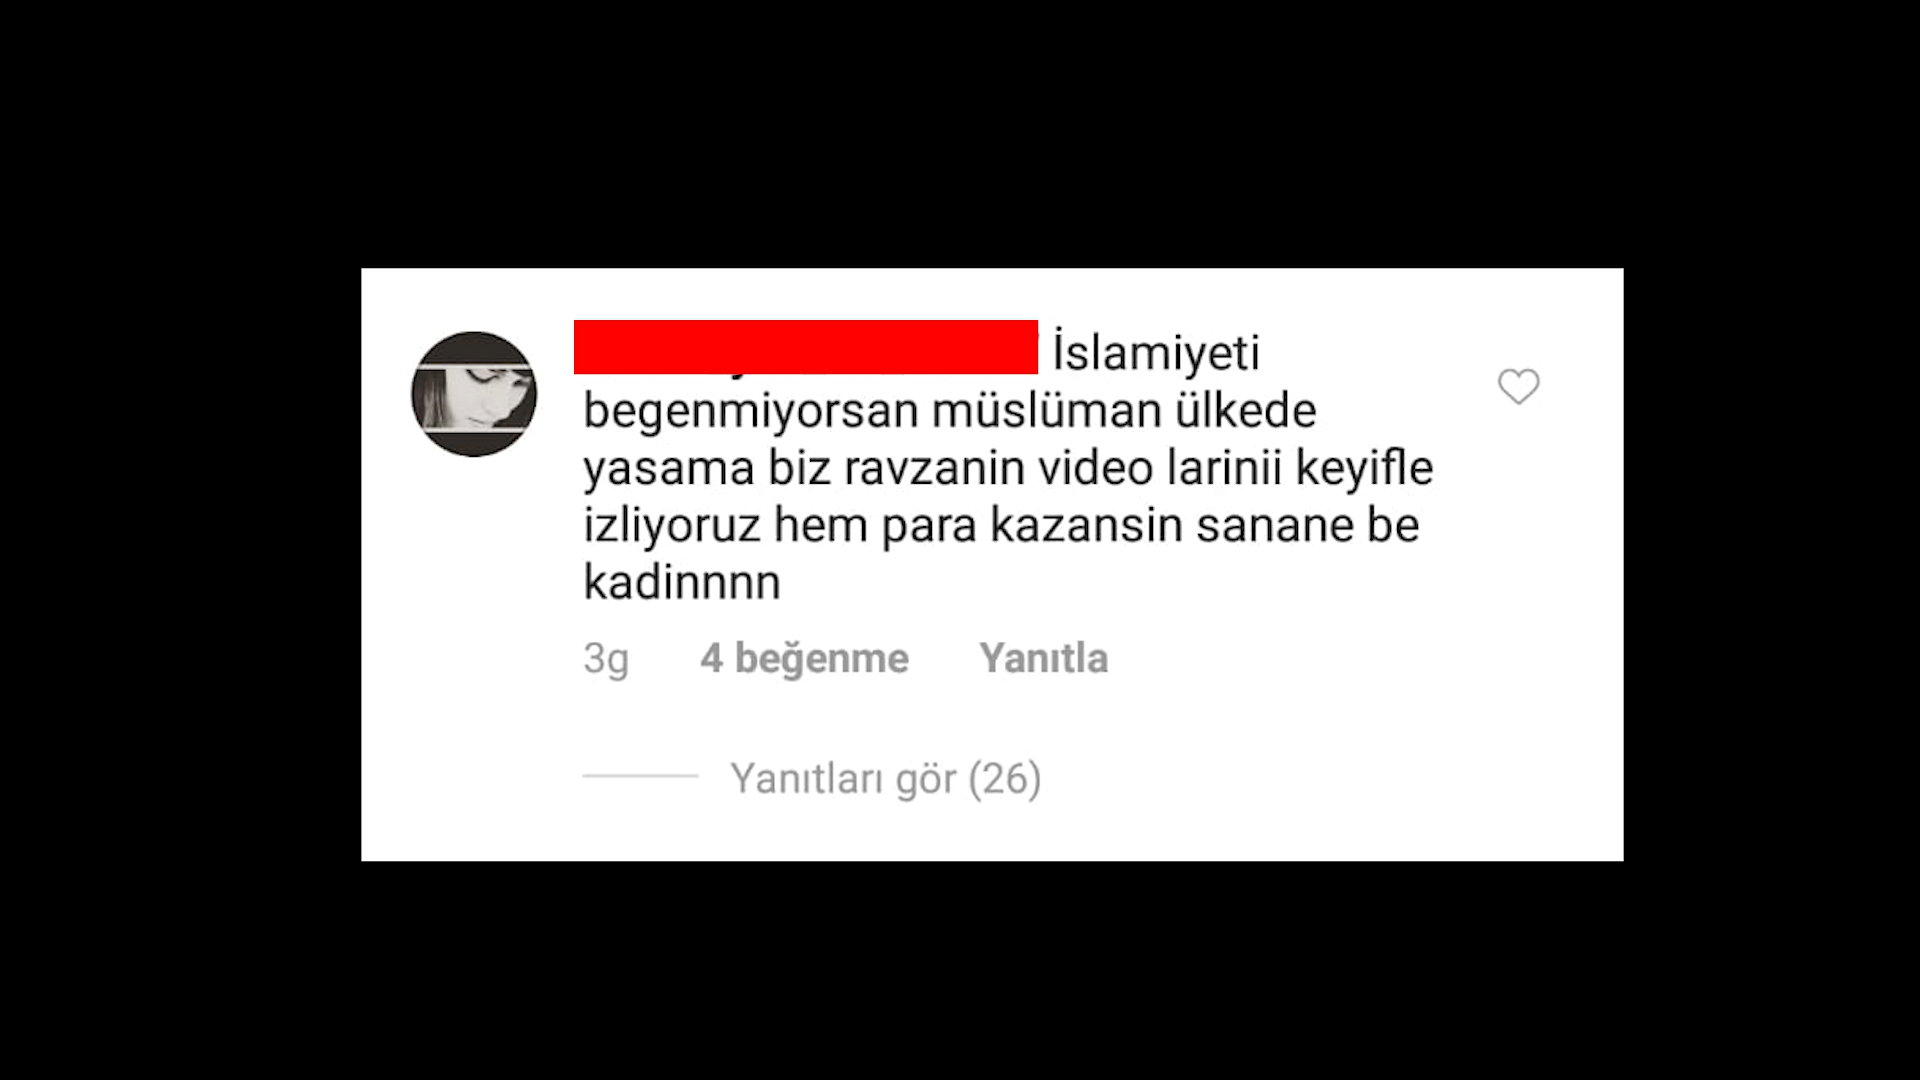 İslamiyeti
begenmiyorsan müslüman ülkede
yasama biz ravzanin video larinii keyifle
izliyoruz hem para kazansin sanane be
kadinnnn
3g 4 beğenme Yanıtla
Yanıtları gör (26)